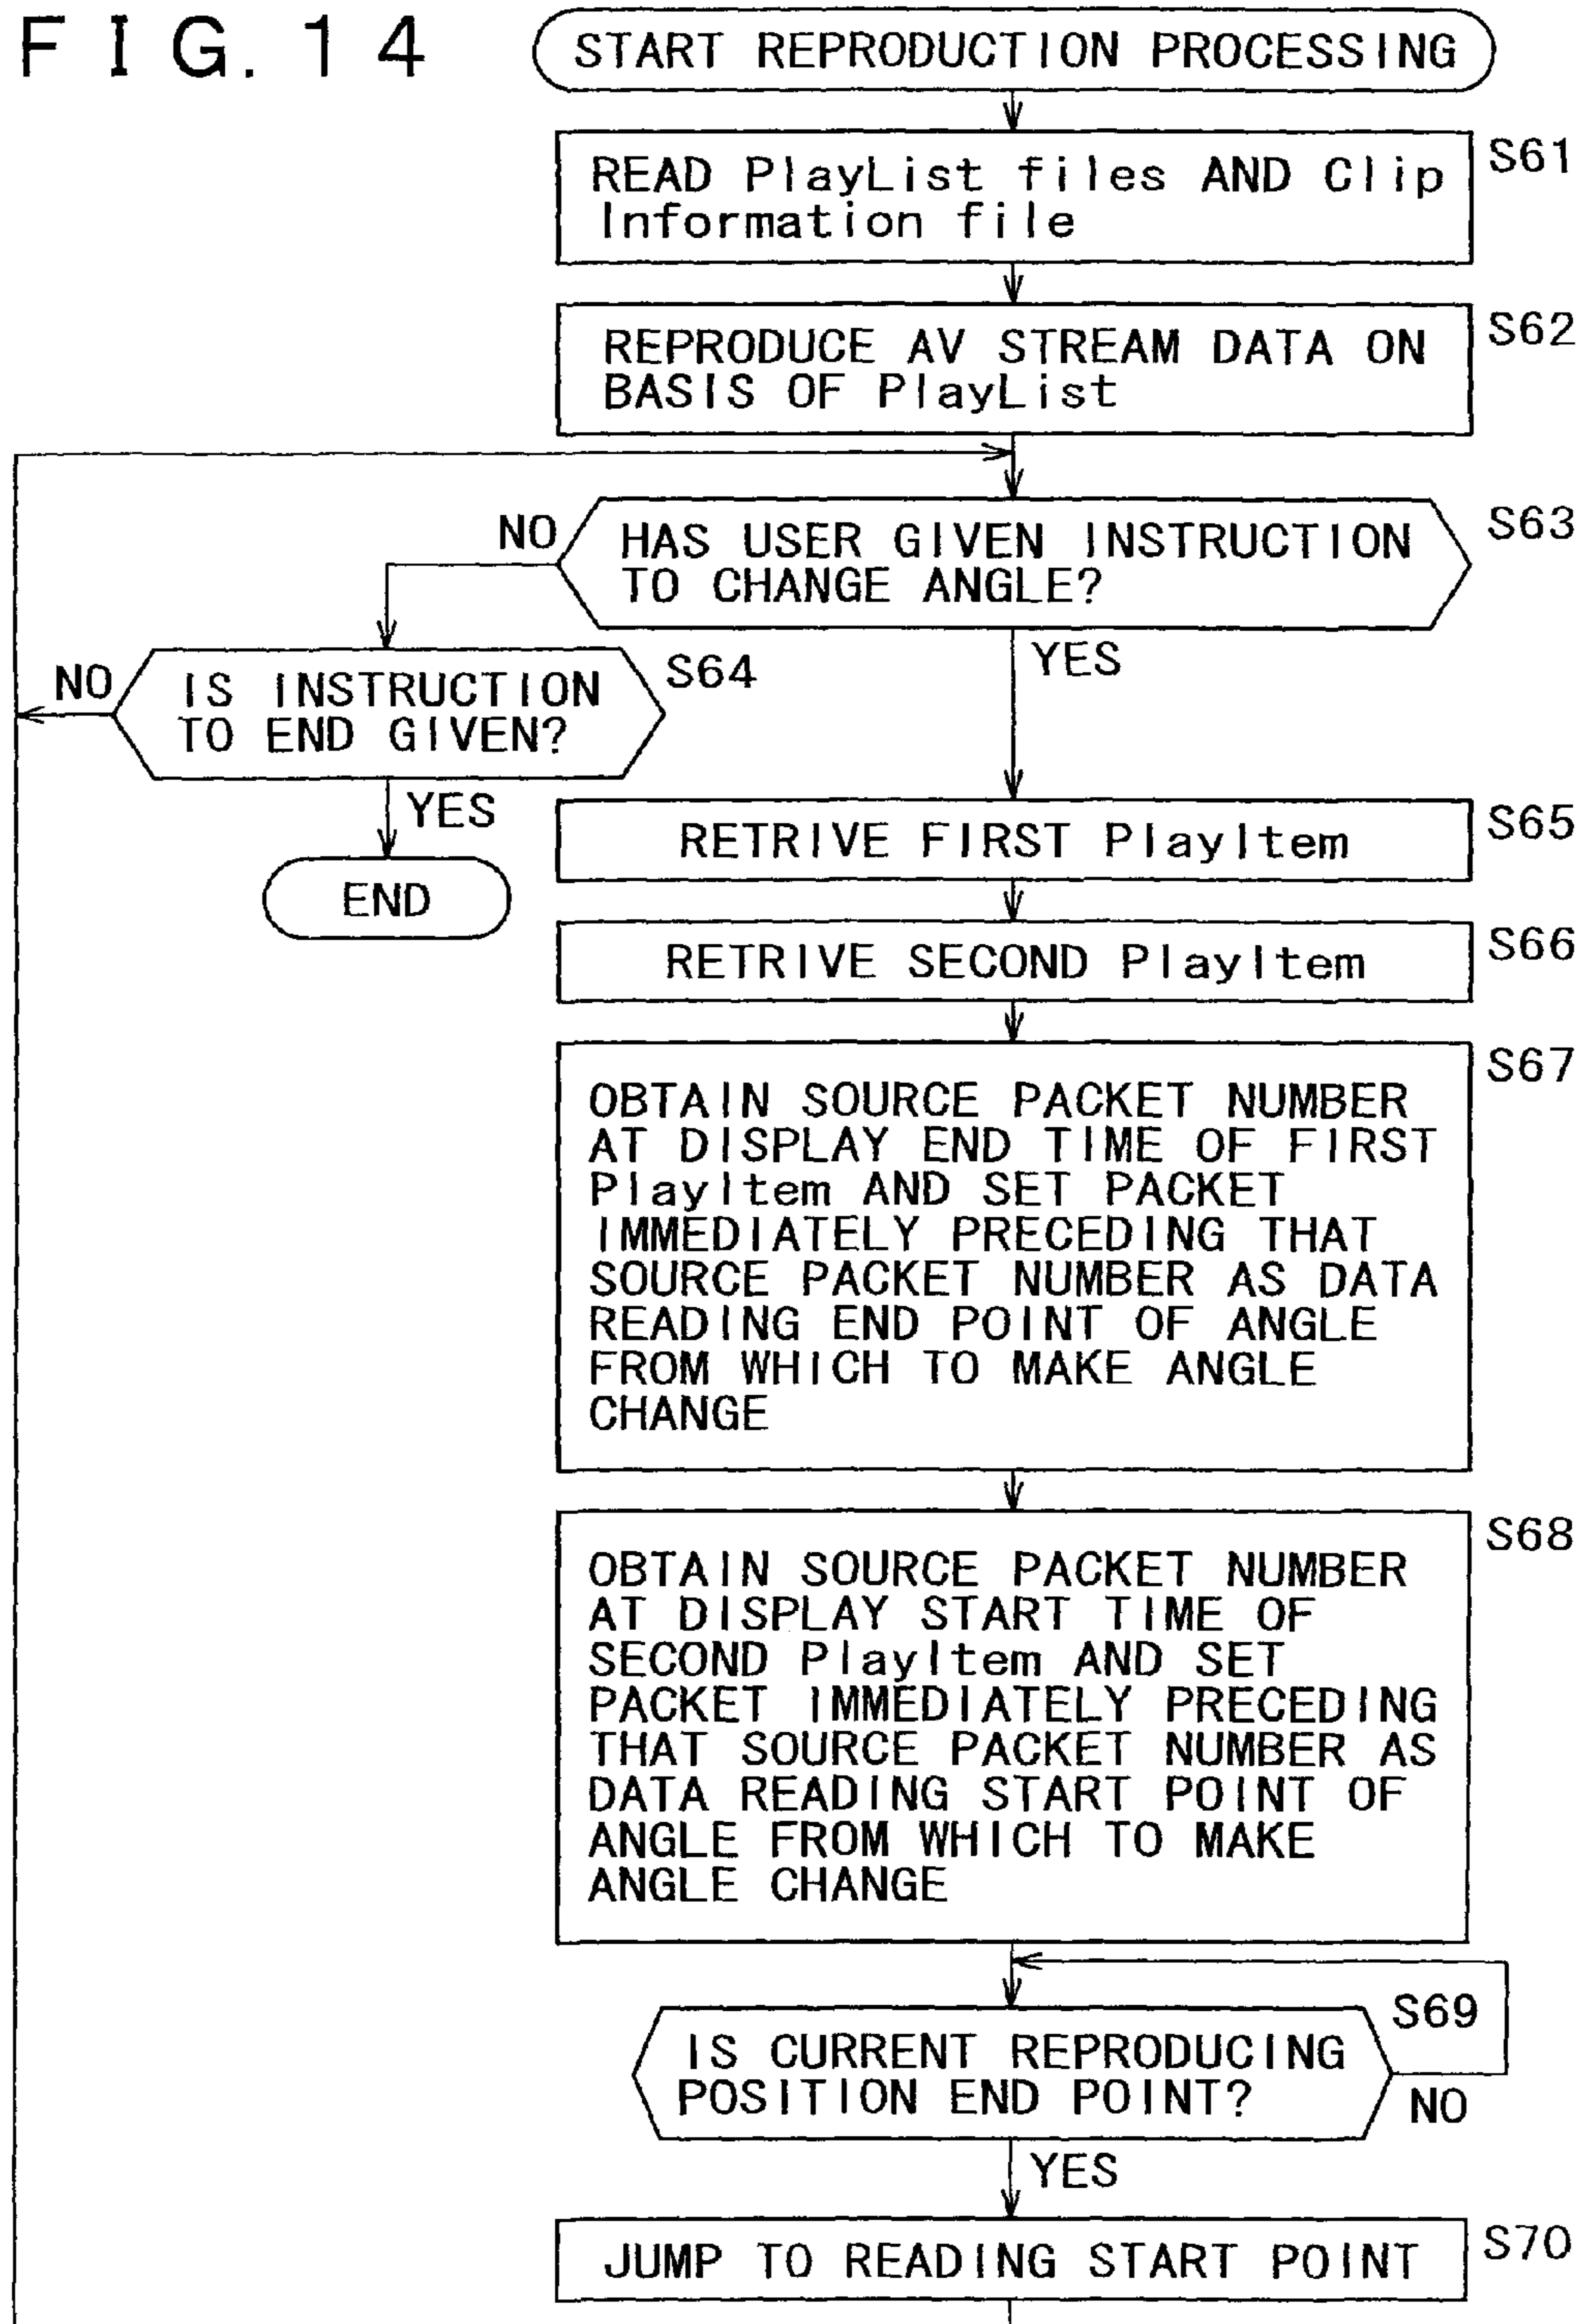 FIG. 14
START REPRODUCTION PROCESSING
READ PlayList files AND Clip
Information file
S61
REPRODUCE AV STREAM DATA ON
BASIS OF PlayList
S62
HAS USER GIVEN INSTRUCTION
TO CHANGE ANGLE?
S63
NO
YES
IS INSTRUCTION
TO END GIVEN?
S64
NO
YES
END
RETRIVE FIRST PlayItem
S65
RETRIVE SECOND PlayItem
S66
OBTAIN SOURCE PACKET NUMBER
AT DISPLAY END TIME OF FIRST
PlayItem AND SET PACKET
IMMEDIATELY PRECEDING THAT
SOURCE PACKET NUMBER AS DATA
READING END POINT OF ANGLE
FROM WHICH TO MAKE ANGLE
CHANGE
S67
OBTAIN SOURCE PACKET NUMBER
AT DISPLAY START TIME OF
SECOND PlayItem AND SET
PACKET IMMEDIATELY PRECEDING
THAT SOURCE PACKET NUMBER AS
DATA READING START POINT OF
ANGLE FROM WHICH TO MAKE
ANGLE CHANGE
S68
IS CURRENT REPRODUCING
POSITION END POINT?
S69
NO
YES
JUMP TO READING START POINT
S70